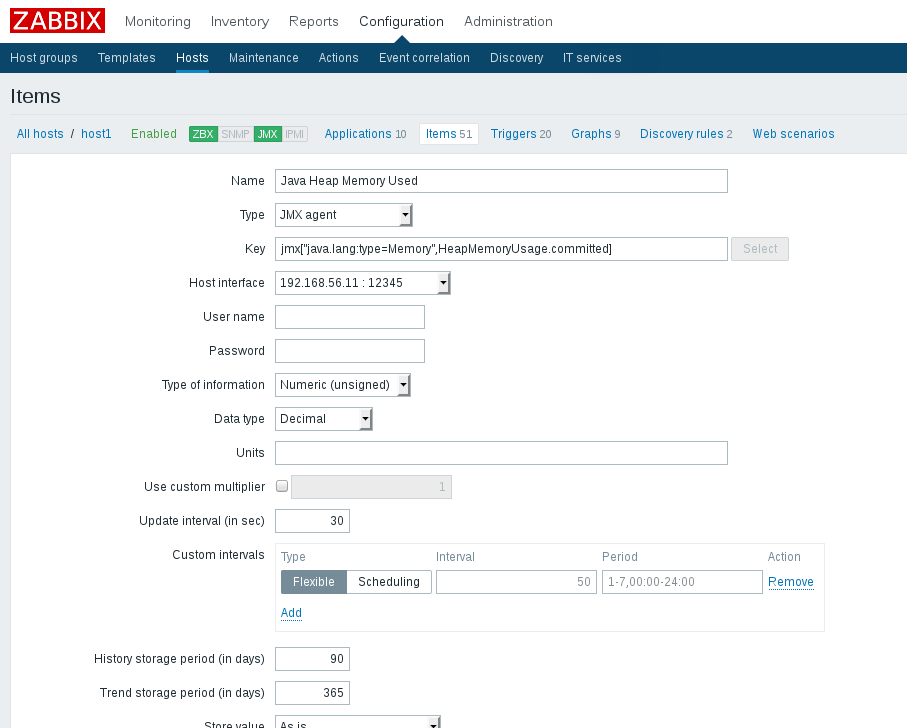 ZABBIX Monitoring Inventory Reports Configuration Administration
Host groups Templates Hosts Maintenance Actions Event correlation Discovery IT services
Items
All hosts / host1 Enabled ZBX SNMP JMX IPMI Applications 10 Items 51 Triggers 20 Graphs 9 Discovery rules 2 Web scenarios
Name Java Heap Memory Used
Type JMX agent
Key jmx["java.lang:type=Memory",HeapMemoryUsage.committed] Select
Host interface 192.168.56.11 : 12345
User name
Password
Type of information Numeric (unsigned)
Data type Decimal
Units
Use custom multiplier 1
Update interval (in sec) 30
Custom intervals Type Interval Period Action
Flexible Scheduling 50 1-7,00:00-24:00 Remove
Add
History storage period (in days) 90
Trend storage period (in days) 365
Store value As is